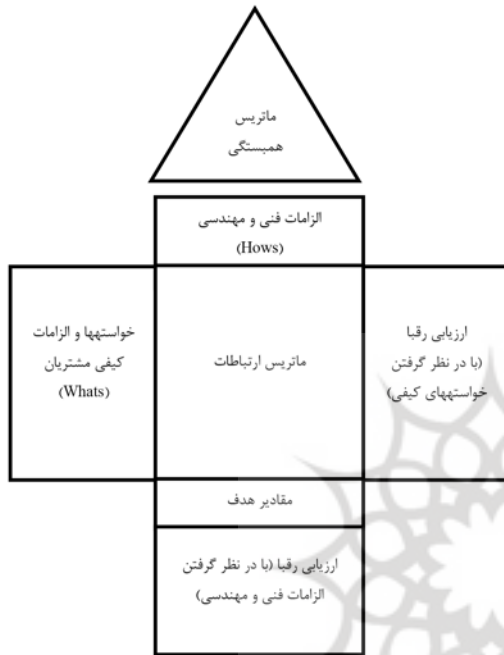 ماتریس
همبستگی
الزامات فنی و مهندسی
(Hows)
خواستهها و الزامات
کیفی مشتریان
(Whats)
ماتریس ارتباطات
ارزیابی رقبا
(با در نظر گرفتن
خواستههای کیفی)
مقادیر هدف
ارزیابی رقبا (با در نظر گرفتن
الزامات فنی و مهندسی)